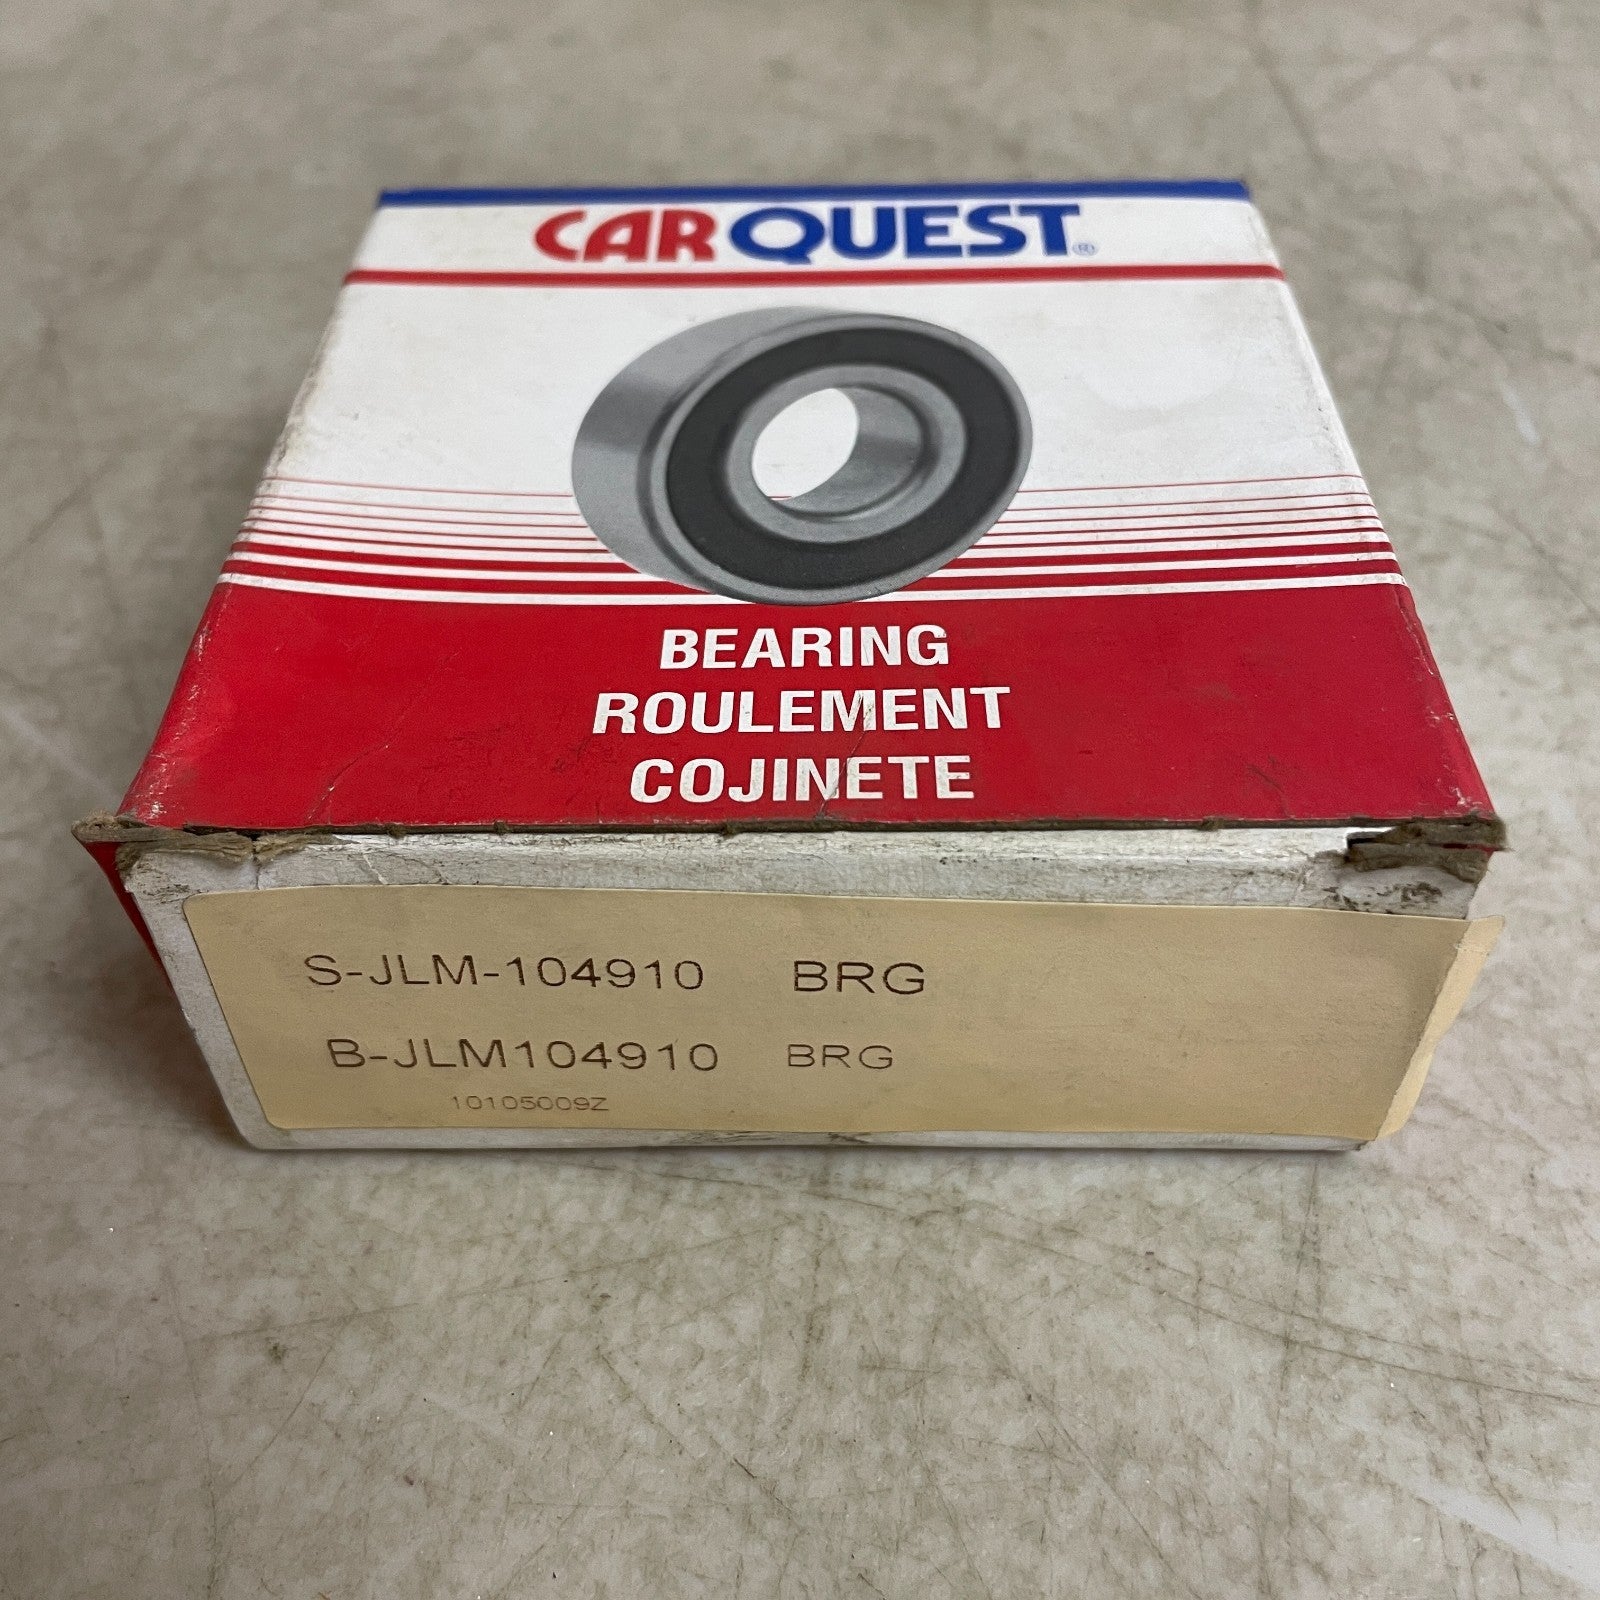 CARQUEST®
BEARING
ROULEMENT
COJINETE
S-JLM-104910 BRG
B-JLM104910 BRG
10105009Z